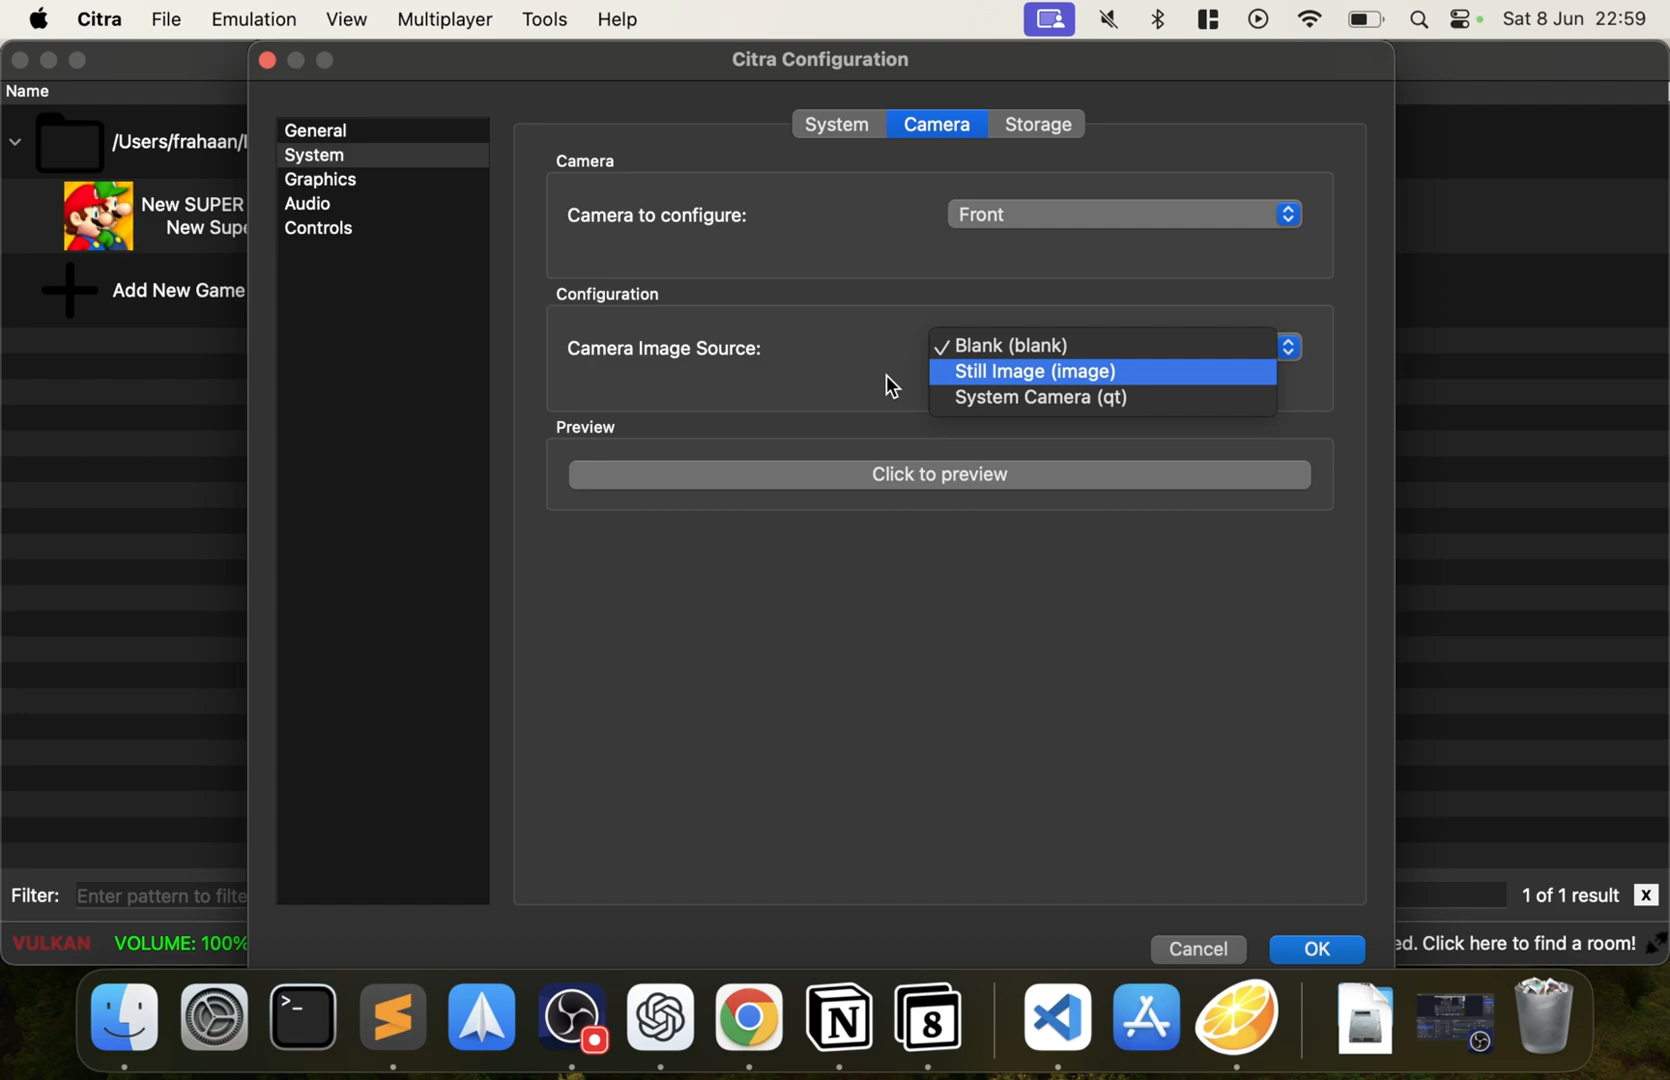 Citra File Emulation View Multiplayer Tools Help Sat 8 Jun 22:59
Citra Configuration
Name
/Users/frahaan/
New SUPER
New Supe
Add New Game
General
System
Graphics
Audio
Controls
System Camera Storage
Camera
Camera to configure: Front
Configuration
Camera Image Source:
✓ Blank (blank)
Still Image (image)
System Camera (qt)
Preview
Click to preview
Filter: Enter pattern to filte
1 of 1 result X
Cancel OK
VULKAN VOLUME: 100%
ed. Click here to find a room!
>_
N
8